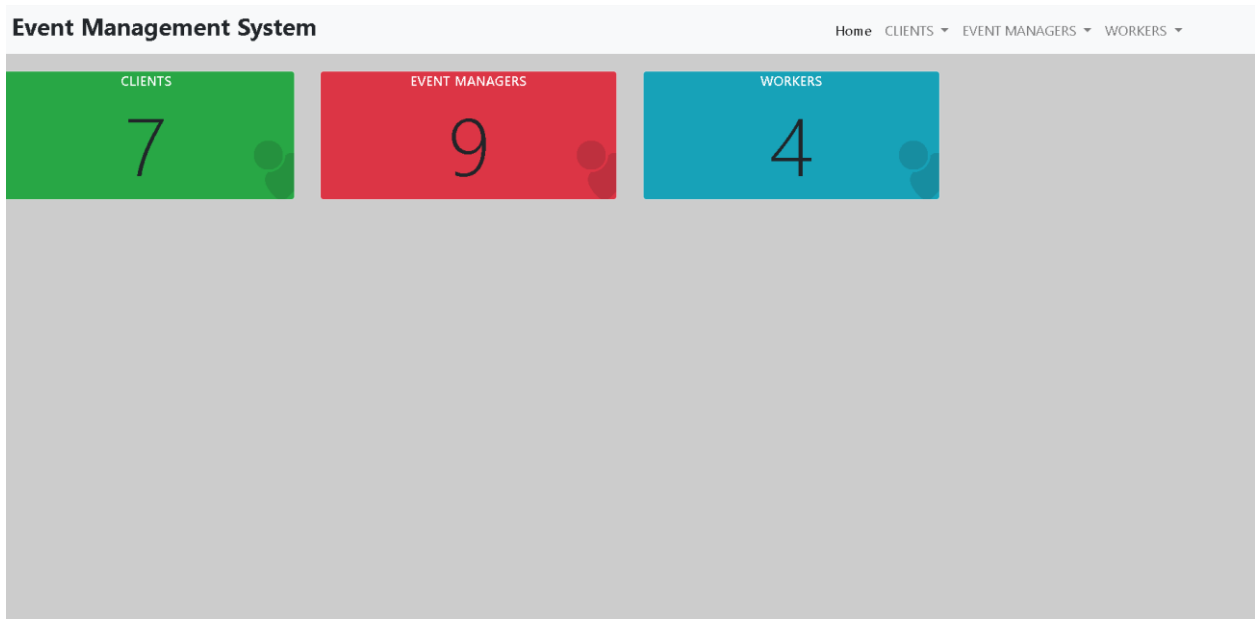 Event Management System
Home CLIENTS EVENT MANAGERS WORKERS
CLIENTS
7
EVENT MANAGERS
9
WORKERS
4